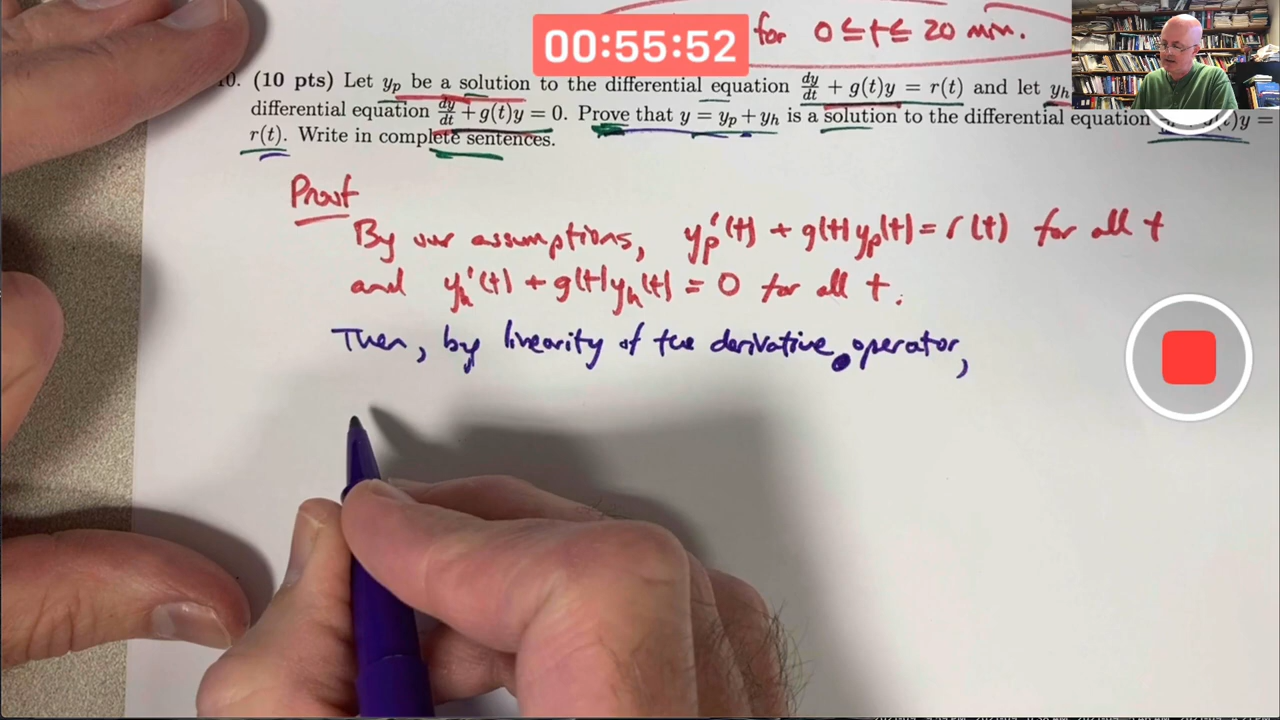 for 0 ≤ t ≤ 20 min.
00:55:52
0. (10 pts) Let yₚ be a solution to the differential equation dy/dt + g(t)y = r(t) and let yₕ
differential equation dy/dt + g(t)y = 0. Prove that y = yₚ + yₕ is a solution to the differential equation y =
r(t). Write in complete sentences.
Proof
By our assumptions, yₚ'(t) + g(t)yₚ(t) = r(t) for all t
and yₕ'(t) + g(t)yₕ(t) = 0 for all t.
Then, by linearity of the derivative operator,